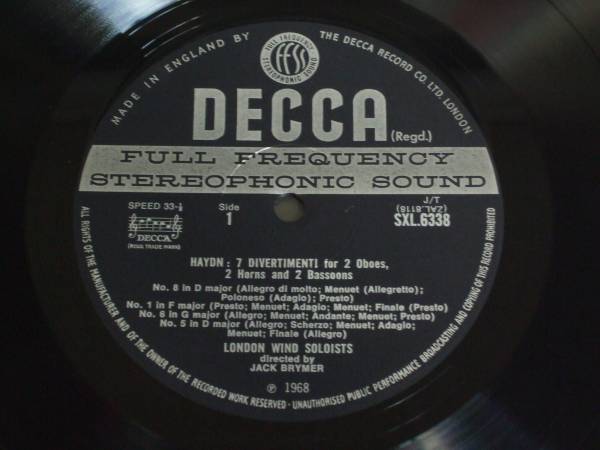 MADE IN ENGLAND BY THE DECCA RECORD CO. LTD. LONDON
FULL FREQUENCY
ffss
STEREOPHONIC SOUND
DECCA (Regd.)
FULL FREQUENCY
STEREOPHONIC SOUND
SPEED 33⅓
DECCA
(REGD. TRADE MARK)
Side
1
J/T
(ZAL.8116)
SXL.6338
HAYDN: 7 DIVERTIMENTI for 2 Oboes,
2 Horns and 2 Bassoons
No. 8 in D major (Allegro di molto; Menuet (Allegretto);
Poloneso (Adagio); Presto)
No. 1 in F major (Presto; Menuet; Adagio; Menuet; Finale (Presto)
No. 6 in G major (Allegro; Menuet; Andante; Menuet; Presto)
No. 5 in D major (Allegro; Scherzo; Menuet; Adagio;
Menuet; Finale (Allegro)
LONDON WIND SOLOISTS
directed by
JACK BRYMER
℗ 1968
ALL RIGHTS OF THE MANUFACTURER AND OF THE OWNER OF THE RECORDED WORK RESERVED · UNAUTHORISED PUBLIC PERFORMANCE BROADCASTING AND COPYING OF THIS RECORD PROHIBITED